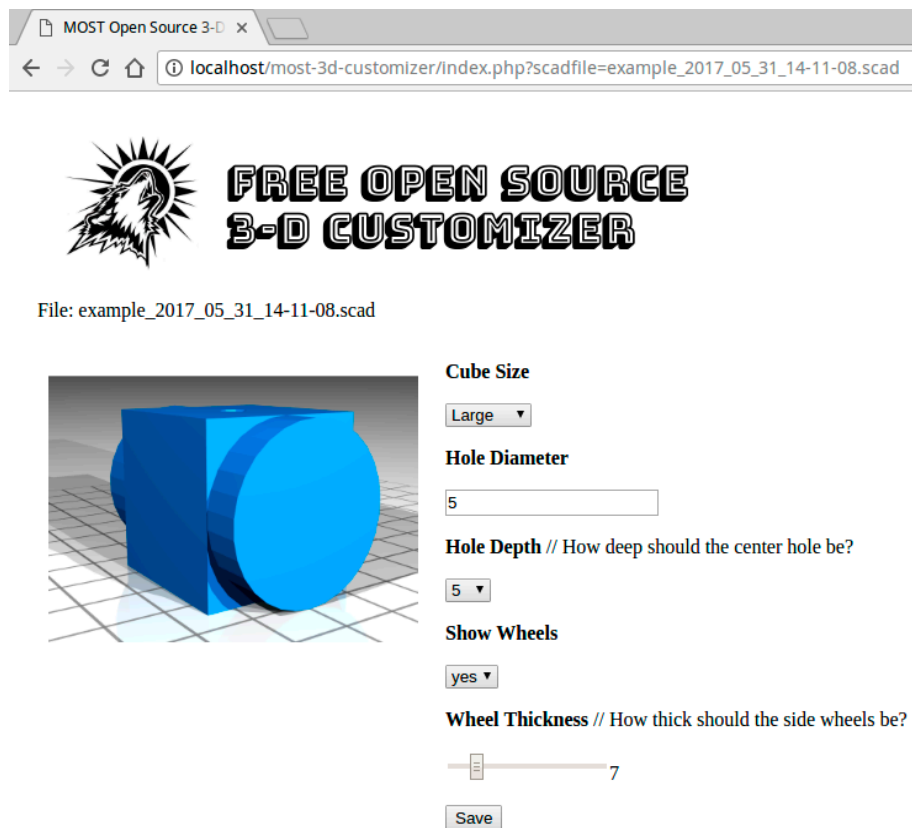 MOST Open Source 3-D
localhost/most-3d-customizer/index.php?scadfile=example_2017_05_31_14-11-08.scad
FREE OPEN SOURCE
3-D CUSTOMIZER
File: example_2017_05_31_14-11-08.scad
Cube Size
Large
Hole Diameter
5
Hole Depth // How deep should the center hole be?
5
Show Wheels
yes
Wheel Thickness // How thick should the side wheels be?
7
Save